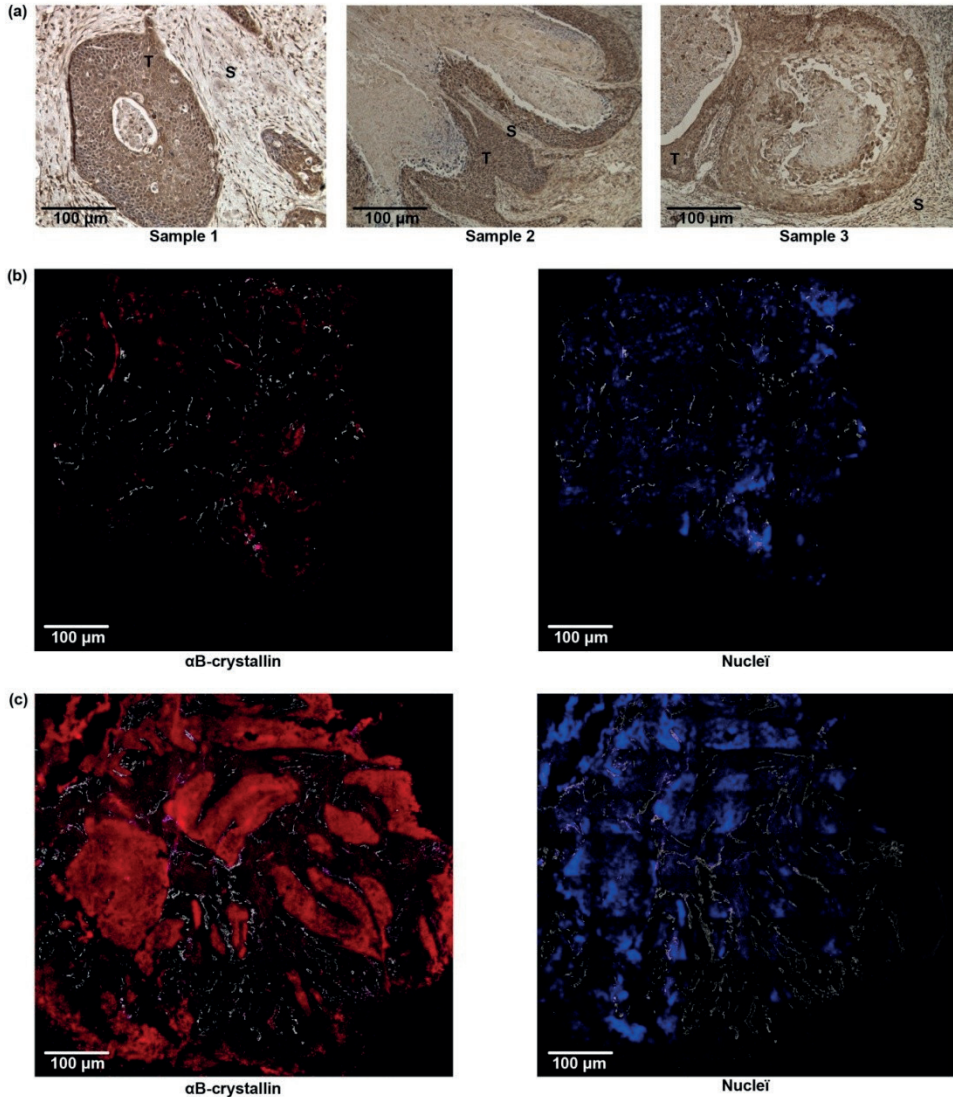 (a)
T
S
100 µm
Sample 1
S
T
100 µm
Sample 2
T
S
100 µm
Sample 3
(b)
100 µm
αB-crystallin
100 µm
Nucleï
(c)
100 µm
αB-crystallin
100 µm
Nucleï